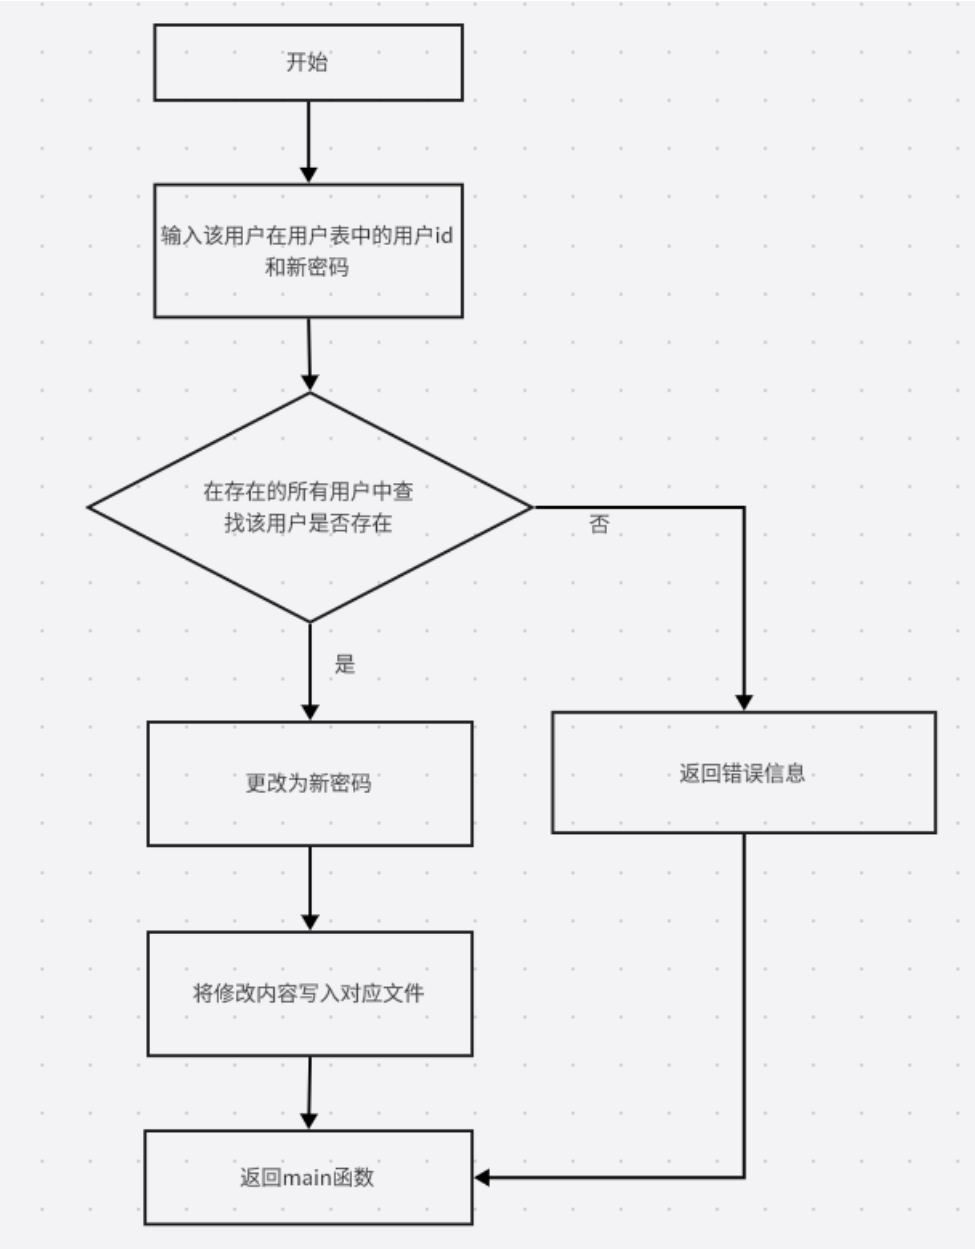 开始
输入该用户在用户表中的用户id
和新密码
在存在的所有用户中查
找该用户是否存在
否
是
更改为新密码
返回错误信息
将修改内容写入对应文件
返回main函数